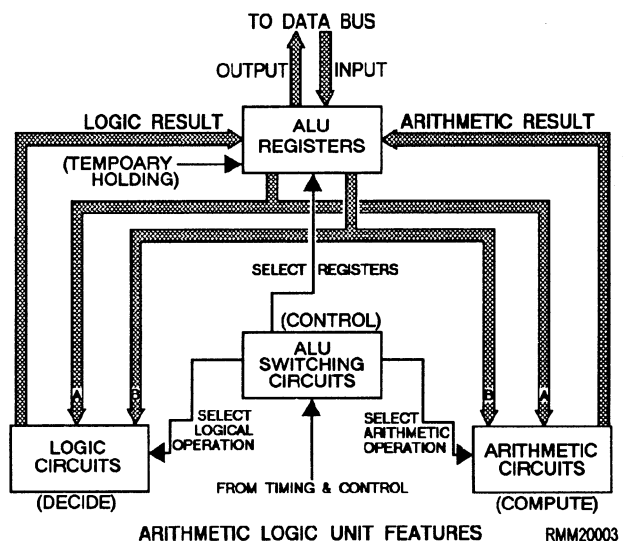 TO DATA BUS
OUTPUT
INPUT
LOGIC RESULT
ALU
REGISTERS
ARITHMETIC RESULT
(TEMPOARY
HOLDING)
SELECT REGISTERS
(CONTROL)
ALU
SWITCHING
CIRCUITS
A
B
B
A
SELECT
LOGICAL
OPERATION
SELECT
ARITHMETIC
OPERATION
LOGIC
CIRCUITS
ARITHMETIC
CIRCUITS
(DECIDE)
FROM TIMING & CONTROL
(COMPUTE)
ARITHMETIC LOGIC UNIT FEATURES
RMM20003